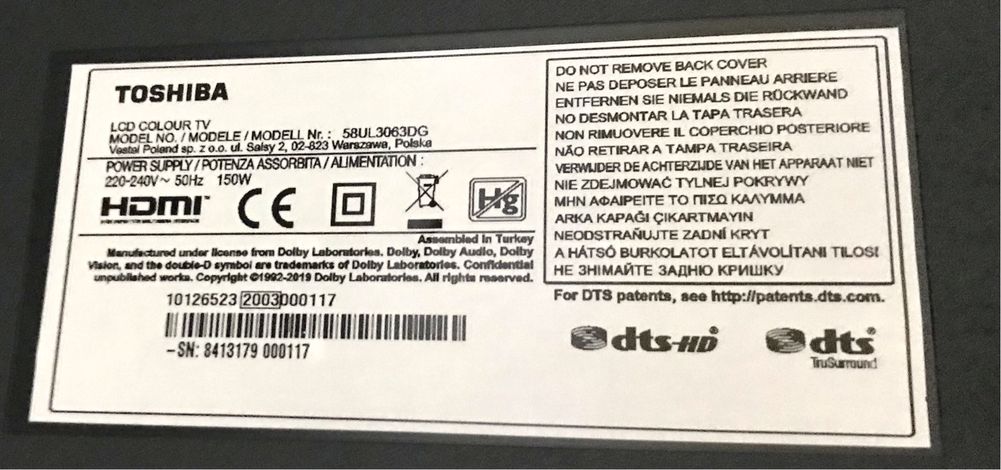 TOSHIBA
LCD COLOUR TV
MODEL NO. / MODELE / MODELL Nr. : 58UL3063DG
Vestel Poland sp. z o.o. ul. Salsy 2, 02-823 Warszawa, Polska
POWER SUPPLY / POTENZA ASSORBITA / ALIMENTATION :
220-240V~ 50Hz 150W
HDMI
CE
Hg
Assembled in Turkey
Manufactured under license from Dolby Laboratories. Dolby, Dolby Audio, Dolby
Vision, and the double-D symbol are trademarks of Dolby Laboratories. Confidential
unpublished works. Copyright ©1992-2019 Dolby Laboratories. All rights reserved.
10126523 2003000117
-SN: 8413179 000117
DO NOT REMOVE BACK COVER
NE PAS DEPOSER LE PANNEAU ARRIERE
ENTFERNEN SIE NIEMALS DIE RÜCKWAND
NO DESMONTAR LA TAPA TRASERA
NON RIMUOVERE IL COPERCHIO POSTERIORE
NÃO RETIRAR A TAMPA TRASEIRA
VERWIJDER DE ACHTERZIJDE VAN HET APPARAAT NIET
NIE ZDEJMOWAĆ TYLNEJ POKRYWY
ΜΗΝ ΑΦΑΙΡΕΙΤΕ ΤΟ ΠΙΣΩ ΚΑΛΥΜΜΑ
ARKA KAPAĞI ÇIKARTMAYIN
NEODSTRAŇUJTE ZADNÍ KRYT
A HÁTSÓ BURKOLATOT ELTÁVOLÍTANI TILOS!
НЕ ЗНІМАЙТЕ ЗАДНЮ КРИШКУ
For DTS patents, see http://patents.dts.com.
dts-HD
dts®
TruSurround